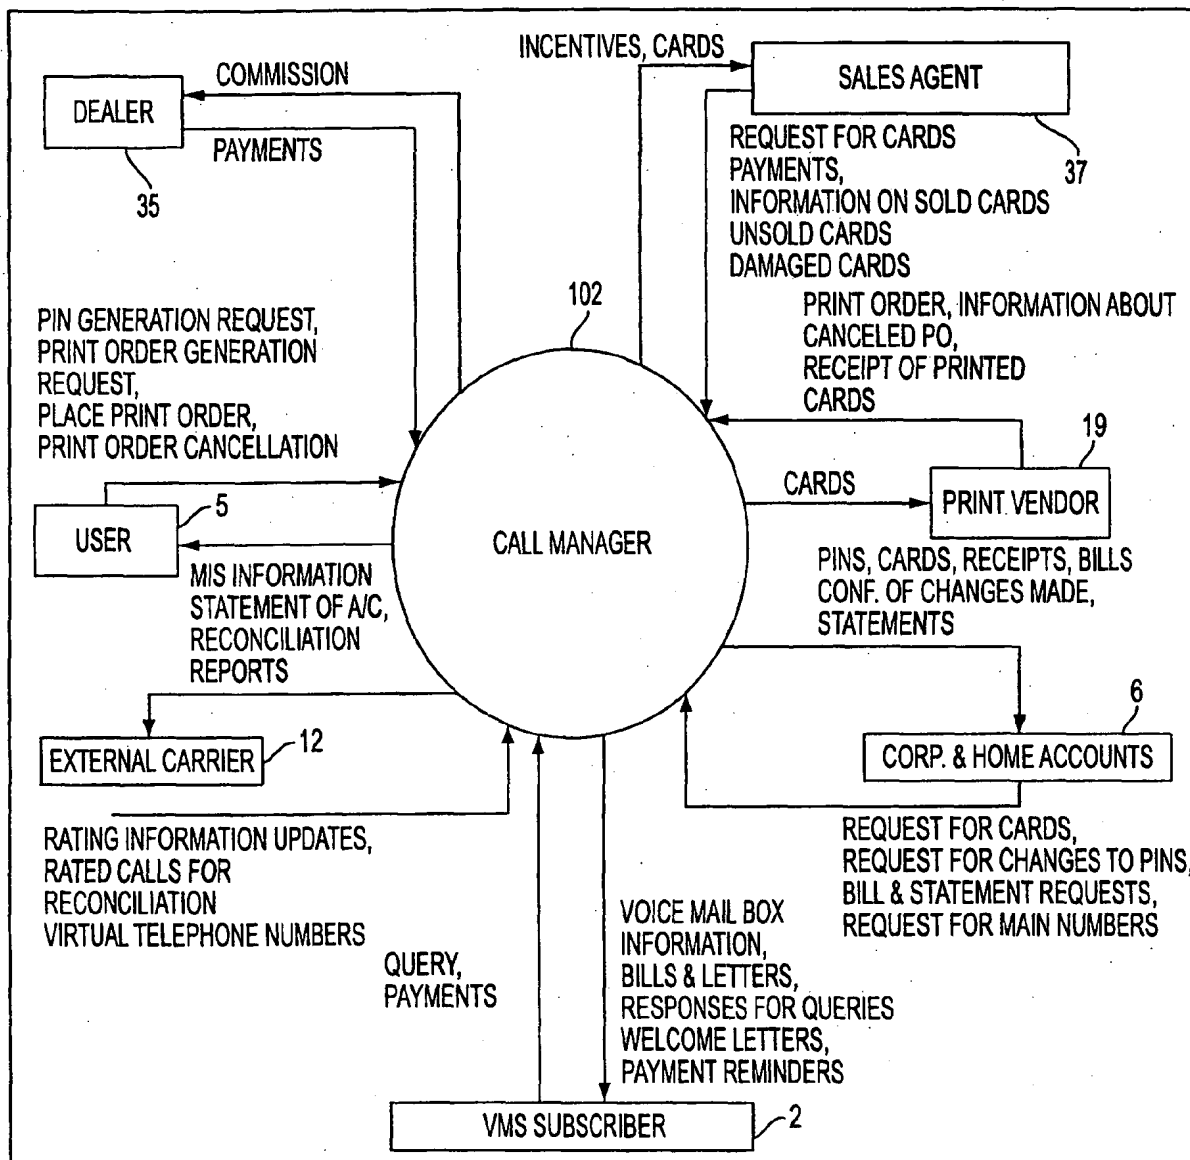 INCENTIVES, CARDS
SALES AGENT
37
COMMISSION
DEALER
35
PAYMENTS
REQUEST FOR CARDS
PAYMENTS,
INFORMATION ON SOLD CARDS
UNSOLD CARDS
DAMAGED CARDS
102
PRINT ORDER, INFORMATION ABOUT
CANCELED PO,
RECEIPT OF PRINTED
CARDS
PIN GENERATION REQUEST,
PRINT ORDER GENERATION
REQUEST,
PLACE PRINT ORDER,
PRINT ORDER CANCELLATION
19
CARDS
PRINT VENDOR
5
USER
CALL MANAGER
MIS INFORMATION
STATEMENT OF A/C,
RECONCILIATION
REPORTS
PINS, CARDS, RECEIPTS, BILLS
CONF. OF CHANGES MADE,
STATEMENTS
6
EXTERNAL CARRIER
12
CORP. & HOME ACCOUNTS
RATING INFORMATION UPDATES,
RATED CALLS FOR
RECONCILIATION
VIRTUAL TELEPHONE NUMBERS
REQUEST FOR CARDS,
REQUEST FOR CHANGES TO PINS,
BILL & STATEMENT REQUESTS,
REQUEST FOR MAIN NUMBERS
QUERY,
PAYMENTS
VOICE MAIL BOX
INFORMATION,
BILLS & LETTERS,
RESPONSES FOR QUERIES
WELCOME LETTERS,
PAYMENT REMINDERS
VMS SUBSCRIBER
2